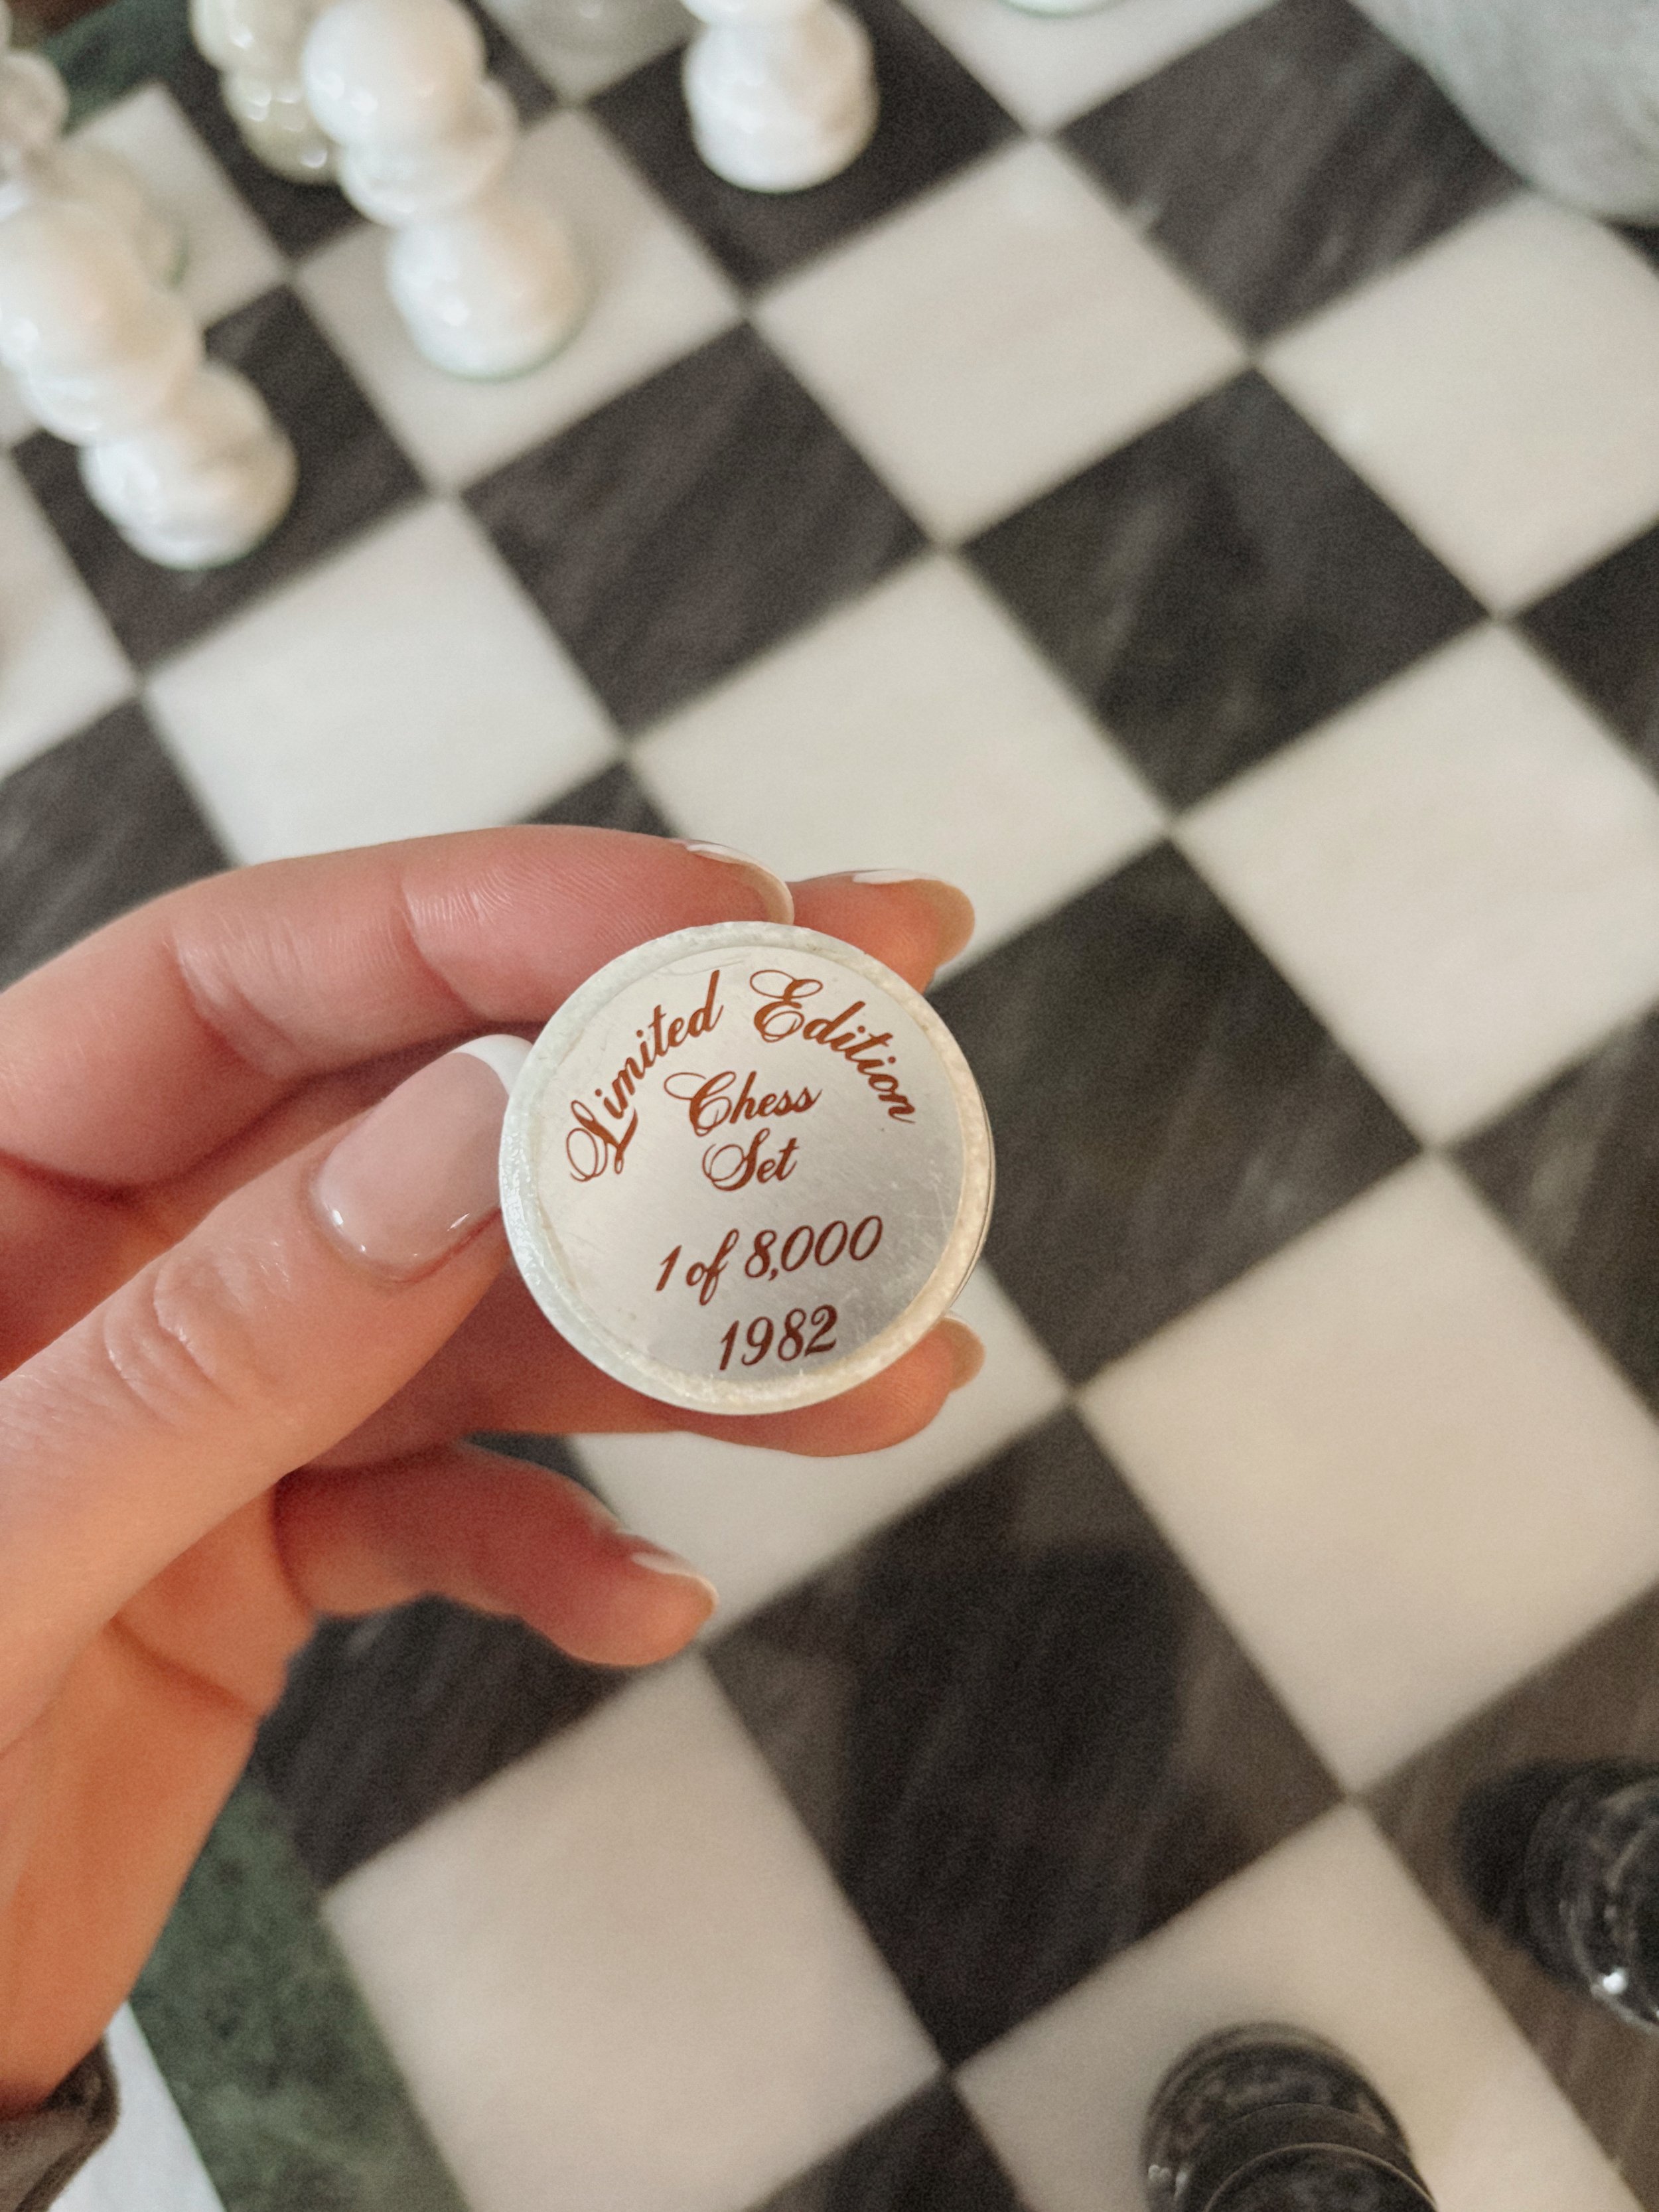 Limited Edition
Chess
Set
1 of 8,000
1982